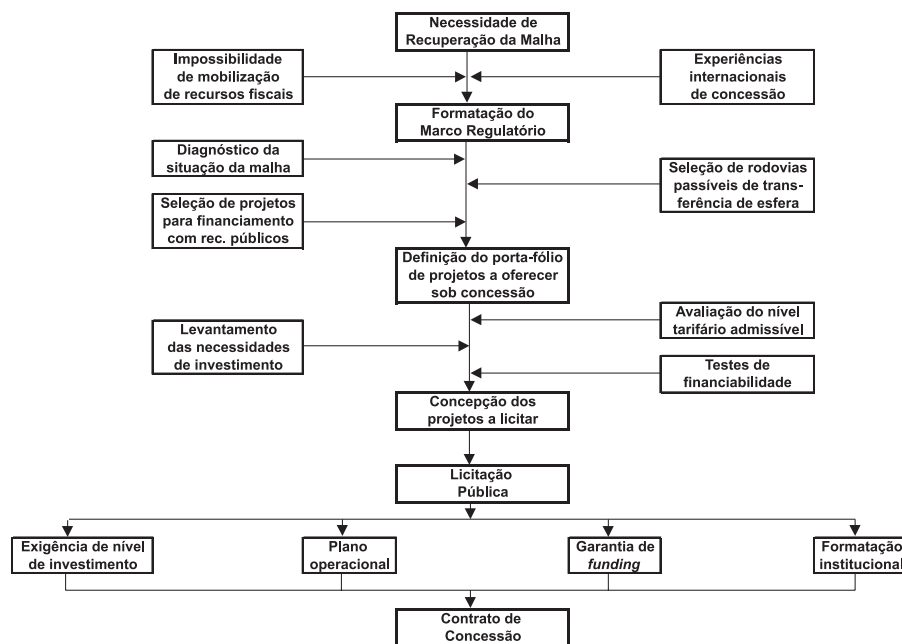 Necessidade de
Recuperação da Malha
Impossibilidade
de mobilização
de recursos fiscais
Experiências
internacionais
de concessão
Formatação do
Marco Regulatório
Diagnóstico da
situação da malha
Seleção de rodovias
passíveis de trans-
ferência de esfera
Seleção de projetos
para financiamento
com rec. públicos
Definição do porta-fólio
de projetos a oferecer
sob concessão
Avaliação do nível
tarifário admissível
Levantamento
das necessidades
de investimento
Testes de
financiabilidade
Concepção dos
projetos a licitar
Licitação
Pública
Exigência de nível
de investimento
Plano
operacional
Garantia de
funding
Formatação
institucional
Contrato de
Concessão